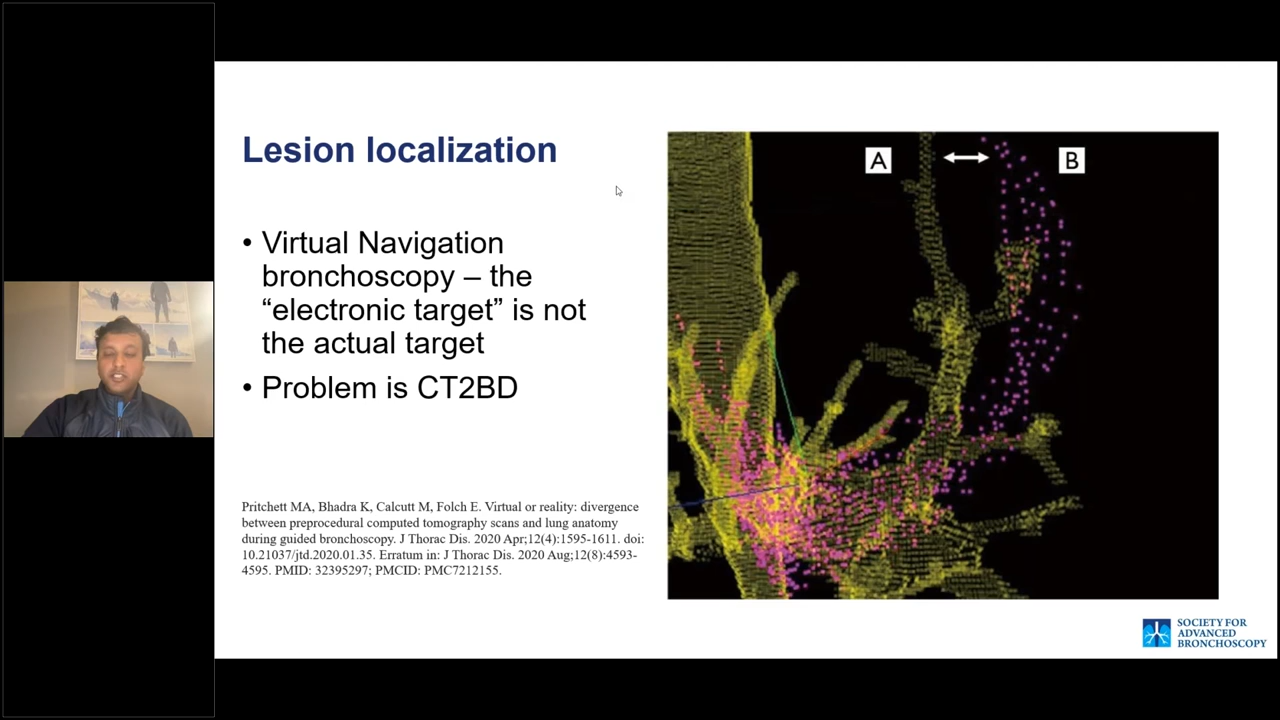 Lesion localization
• Virtual Navigation
bronchoscopy – the
“electronic target” is not
the actual target
• Problem is CT2BD
Pritchett MA, Bhadra K, Calcutt M, Folch E. Virtual or reality: divergence
between preprocedural computed tomography scans and lung anatomy
during guided bronchoscopy. J Thorac Dis. 2020 Apr;12(4):1595-1611. doi:
10.21037/jtd.2020.01.35. Erratum in: J Thorac Dis. 2020 Aug;12(8):4593-
4595. PMID: 32395297; PMCID: PMC7212155.
A
B
SOCIETY FOR
ADVANCED
BRONCHOSCOPY